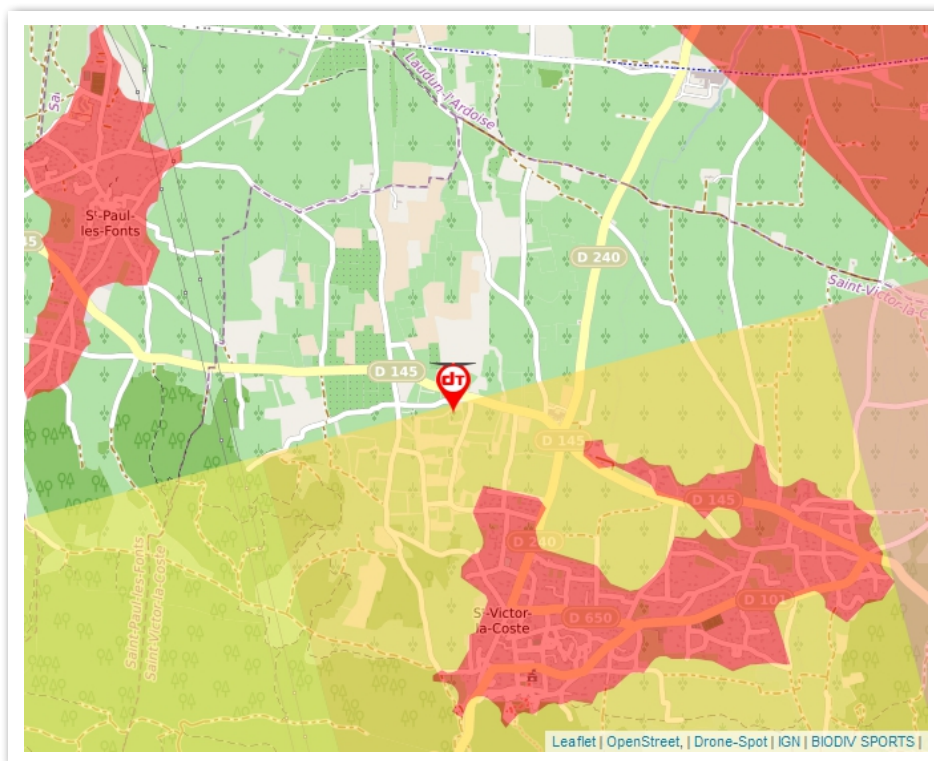 Laudun-l'Ardoise
Sa
St-Paul-
les-Fonts
D 240
Saint-Victor-la-C
D 145
dT
D 145
D 145
D 240
D 101
D 650
St-Victor-
la-Coste
Saint-Paul-les-Fonts
Saint-Victor-la-Coste
Leaflet | OpenStreet, | Drone-Spot | IGN | BIODIV SPORTS |